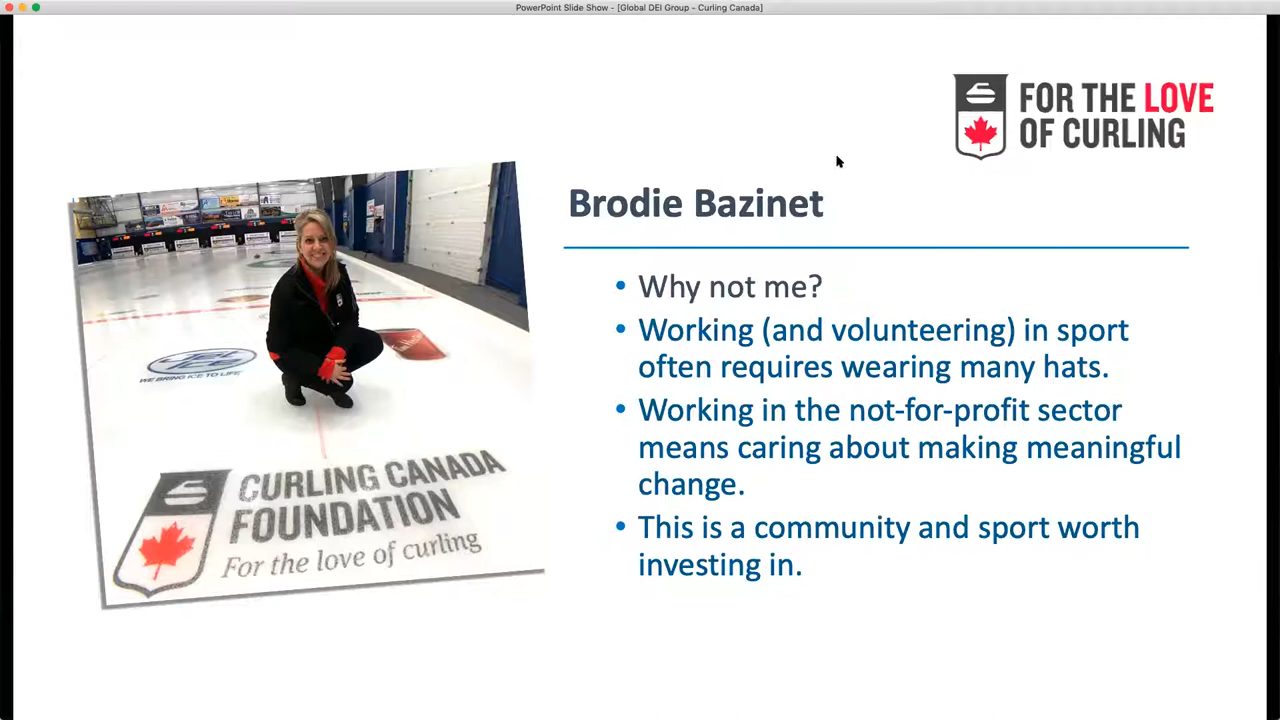 PowerPoint Slide Show - [Global DEI Group - Curling Canada]
FOR THE LOVE
OF CURLING
Brodie Bazinet
• Why not me?
• Working (and volunteering) in sport
often requires wearing many hats.
• Working in the not-for-profit sector
means caring about making meaningful
change.
• This is a community and sport worth
investing in.
JET ICE
WE BRING ICE TO LIFE
CURLING CANADA
FOUNDATION
For the love of curling